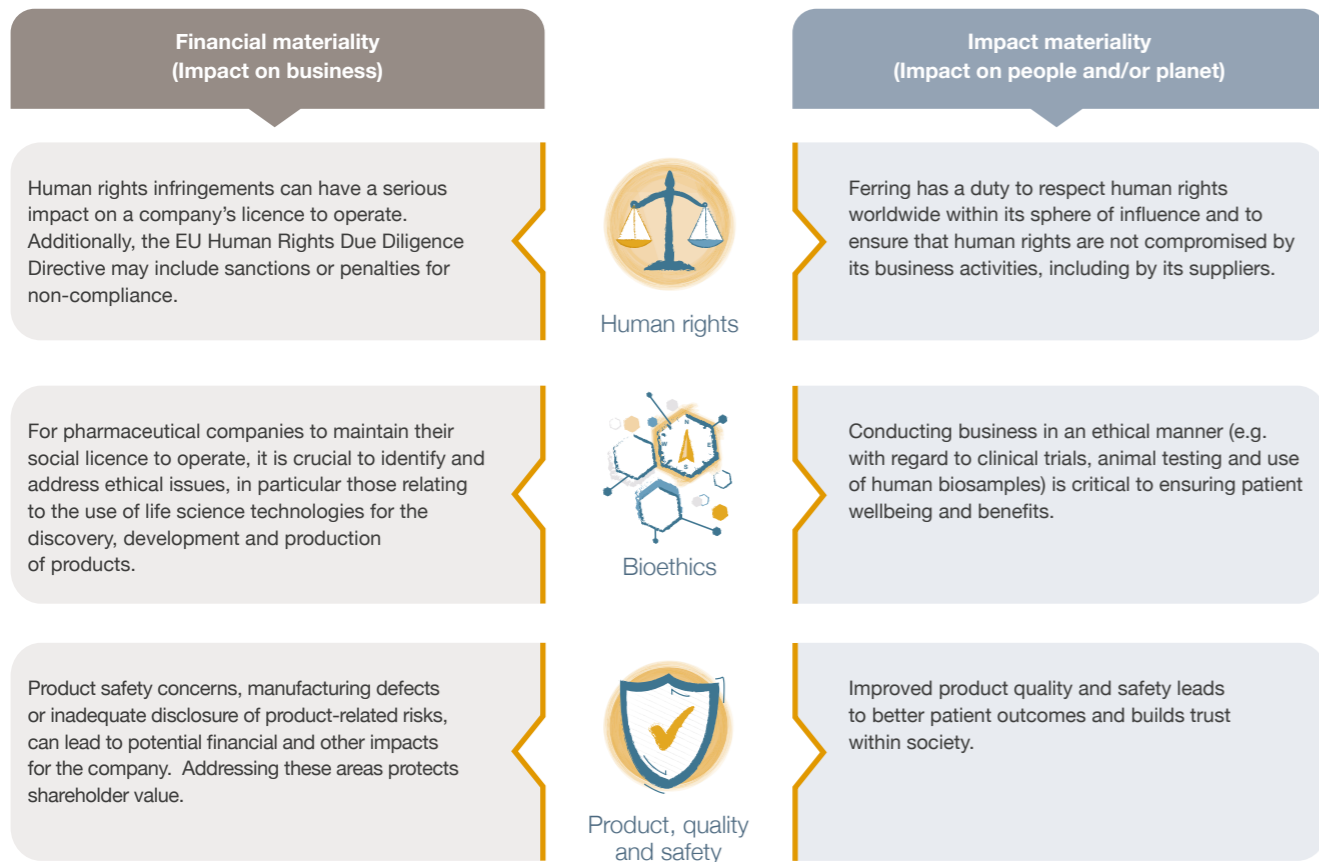 Financial materiality
(Impact on business)
Impact materiality
(Impact on people and/or planet)
Human rights infringements can have a serious
impact on a company’s licence to operate.
Additionally, the EU Human Rights Due Diligence
Directive may include sanctions or penalties for
non-compliance.
Human rights
Ferring has a duty to respect human rights
worldwide within its sphere of influence and to
ensure that human rights are not compromised by
its business activities, including by its suppliers.
For pharmaceutical companies to maintain their
social licence to operate, it is crucial to identify and
address ethical issues, in particular those relating
to the use of life science technologies for the
discovery, development and production
of products.
N
W
E
S
Bioethics
Conducting business in an ethical manner (e.g.
with regard to clinical trials, animal testing and use
of human biosamples) is critical to ensuring patient
wellbeing and benefits.
Product safety concerns, manufacturing defects
or inadequate disclosure of product-related risks,
can lead to potential financial and other impacts
for the company.  Addressing these areas protects
shareholder value.
Product, quality
and safety
Improved product quality and safety leads
to better patient outcomes and builds trust
within society.